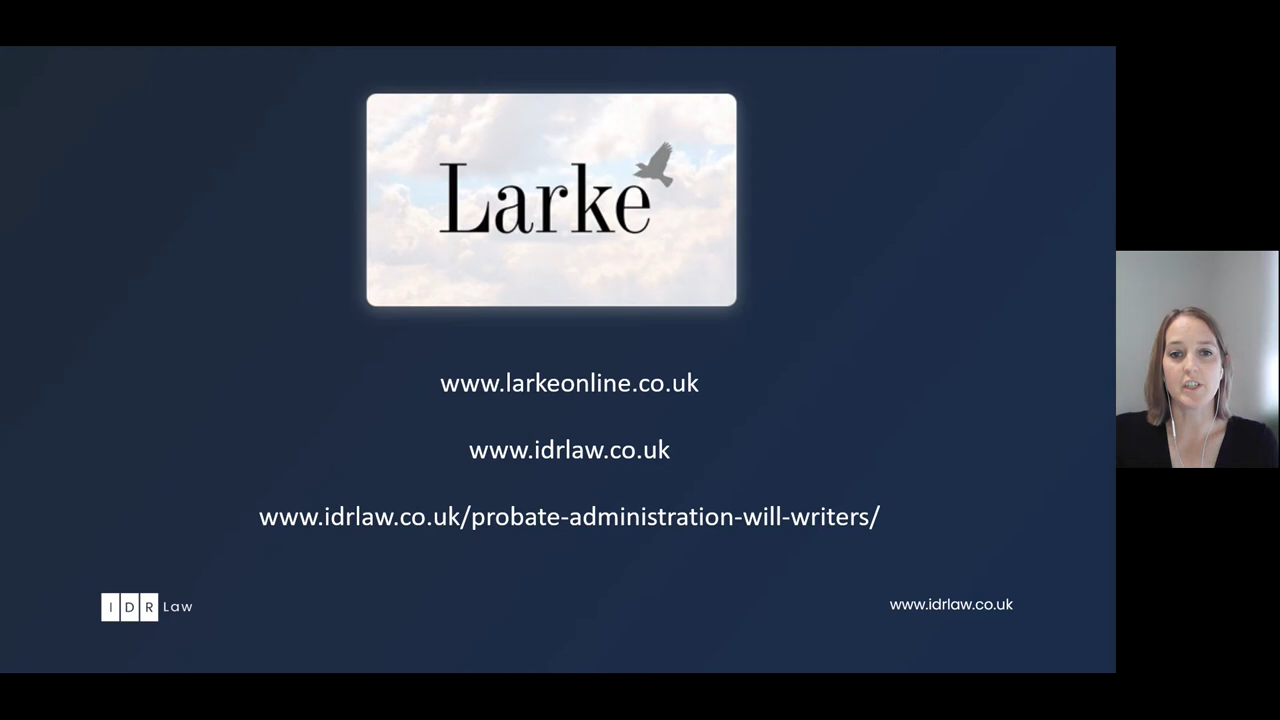 Larke
www.larkeonline.co.uk
www.idrlaw.co.uk
www.idrlaw.co.uk/probate-administration-will-writers/
IDR Law
www.idrlaw.co.uk